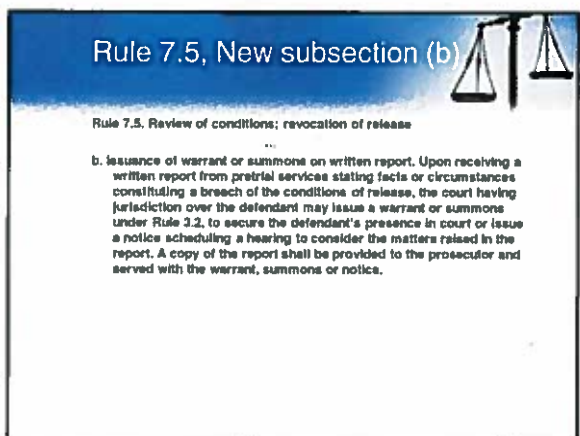 Rule 7.5, New subsection (b)
Rule 7.5. Review of conditions; revocation of release
...
b. Issuance of warrant or summons on written report. Upon receiving a
written report from pretrial services stating facts or circumstances
constituting a breach of the conditions of release, the court having
jurisdiction over the defendant may issue a warrant or summons
under Rule 3.2, to secure the defendant's presence in court or issue
a notice scheduling a hearing to consider the matters raised in the
report. A copy of the report shall be provided to the prosecutor and
served with the warrant, summons or notice.